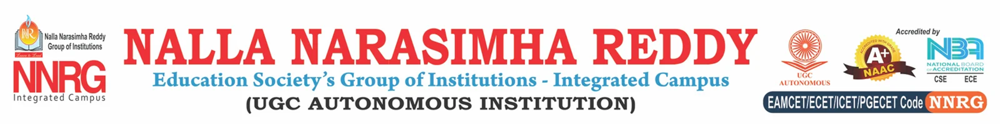 NR
Nalla Narasimha Reddy
Group of Institutions
Learn to Lead
NNRG
Integrated Campus
NALLA NARASIMHA REDDY
Education Society's Group of Institutions - Integrated Campus
(UGC AUTONOMOUS INSTITUTION)
UGC
AUTONOMOUS
ACCREDITED WITH GRADE
A+
NAAC
Accredited by
NBA
NATIONAL BOARD
OF ACCREDITATION
CSE ECE
EAMCET/ECET/ICET/PGECET Code NNRG